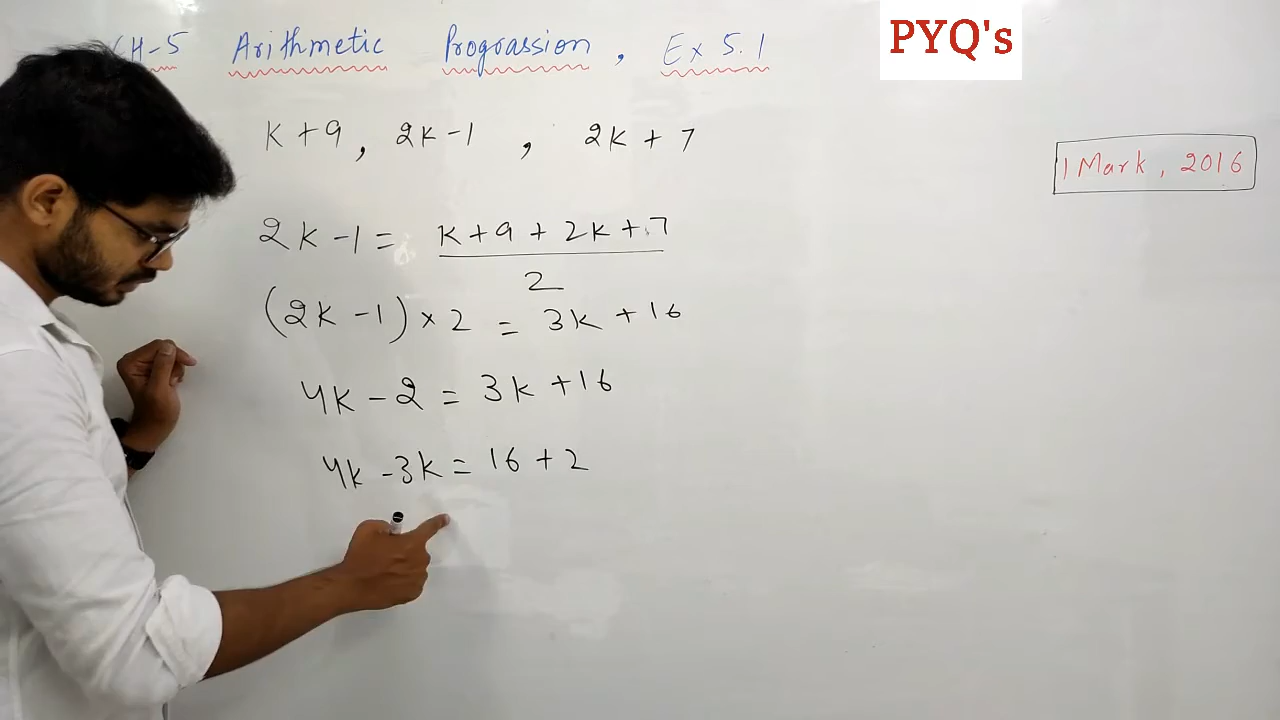 CH-5 Arithmetic Prograssion, Ex 5.1
PYQ's
K+9, 2K-1, 2K+7
1 Mark, 2016
2K-1 = K+9+2K+7
2
(2K-1)×2 = 3K+16
4K-2 = 3K+16
4K-3K = 16+2